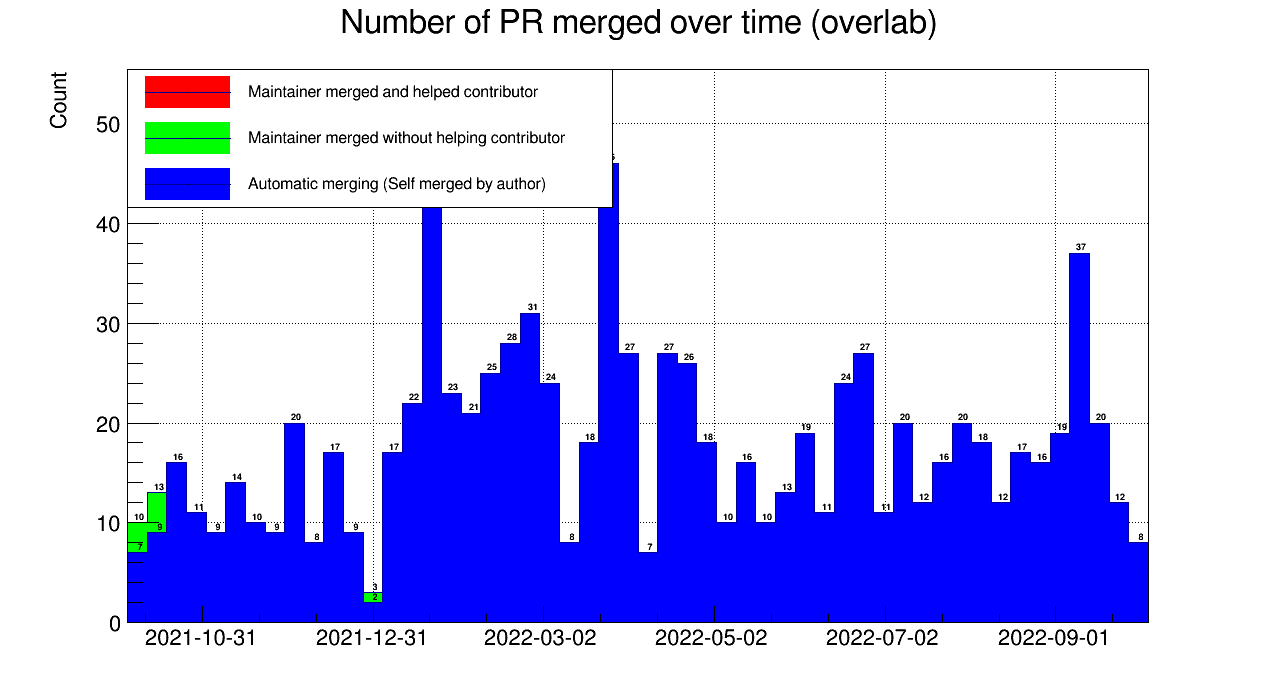 Number of PR merged over time (overlab)
Count
Maintainer merged and helped contributor
Maintainer merged without helping contributor
Automatic merging (Self merged by author)
50
40
30
20
10
0
10 7 13 9 16 11 9 14 10 9 20 8 17 9 3 2 17 22 23 21 25 28 31 24 8 18 27 7 27 26 18 10 16 10 13 19 11 24 27 11 20 12 16 20 18 12 17 16 19 37 20 12 8
2021-10-31 2021-12-31 2022-03-02 2022-05-02 2022-07-02 2022-09-01